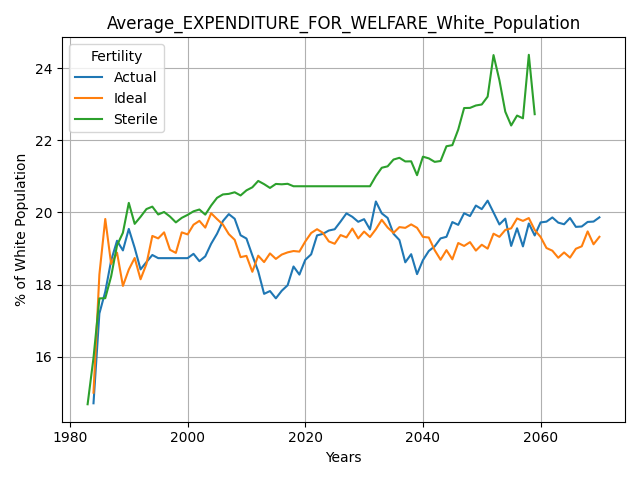 Average_EXPENDITURE_FOR_WELFARE_White_Population
Fertility
Actual
Ideal
Sterile
% of White Population
24
22
20
18
16
1980
2000
2020
2040
2060
Years